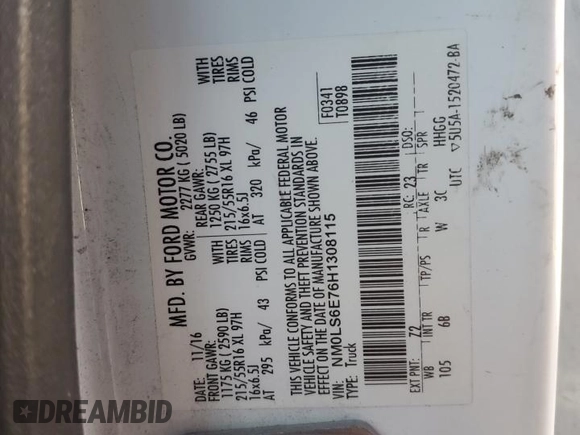 MFD. BY FORD MOTOR CO.
DATE: 11/16 GVWR: 2277 KG ( 5020 LB)
FRONT GAWR: REAR GAWR:
1175 KG ( 2590 LB) WITH 1250 KG ( 2755 LB) WITH
215/55R16 XL 97H TIRES 215/55R16 XL 97H TIRES
16x6.5J RIMS 16x6.5J RIMS
AT 295 kPa/ 43 PSI COLD AT 320 kPa/ 46 PSI COLD
THIS VEHICLE CONFORMS TO ALL APPLICABLE FEDERAL MOTOR
VEHICLE SAFETY AND THEFT PREVENTION STANDARDS IN
EFFECT ON THE DATE OF MANUFACTURE SHOWN ABOVE.
VIN: NM0LS6E76H1308115
TYPE: Truck
F0341
T0898
EXT PNT: Z2 RC: 23 DSO:
WB INT TR TP/PS R AXLE TR SPR
105 6B W 3C HHGG
UTC ▽5U5A-1520472-BA
DREAMBID